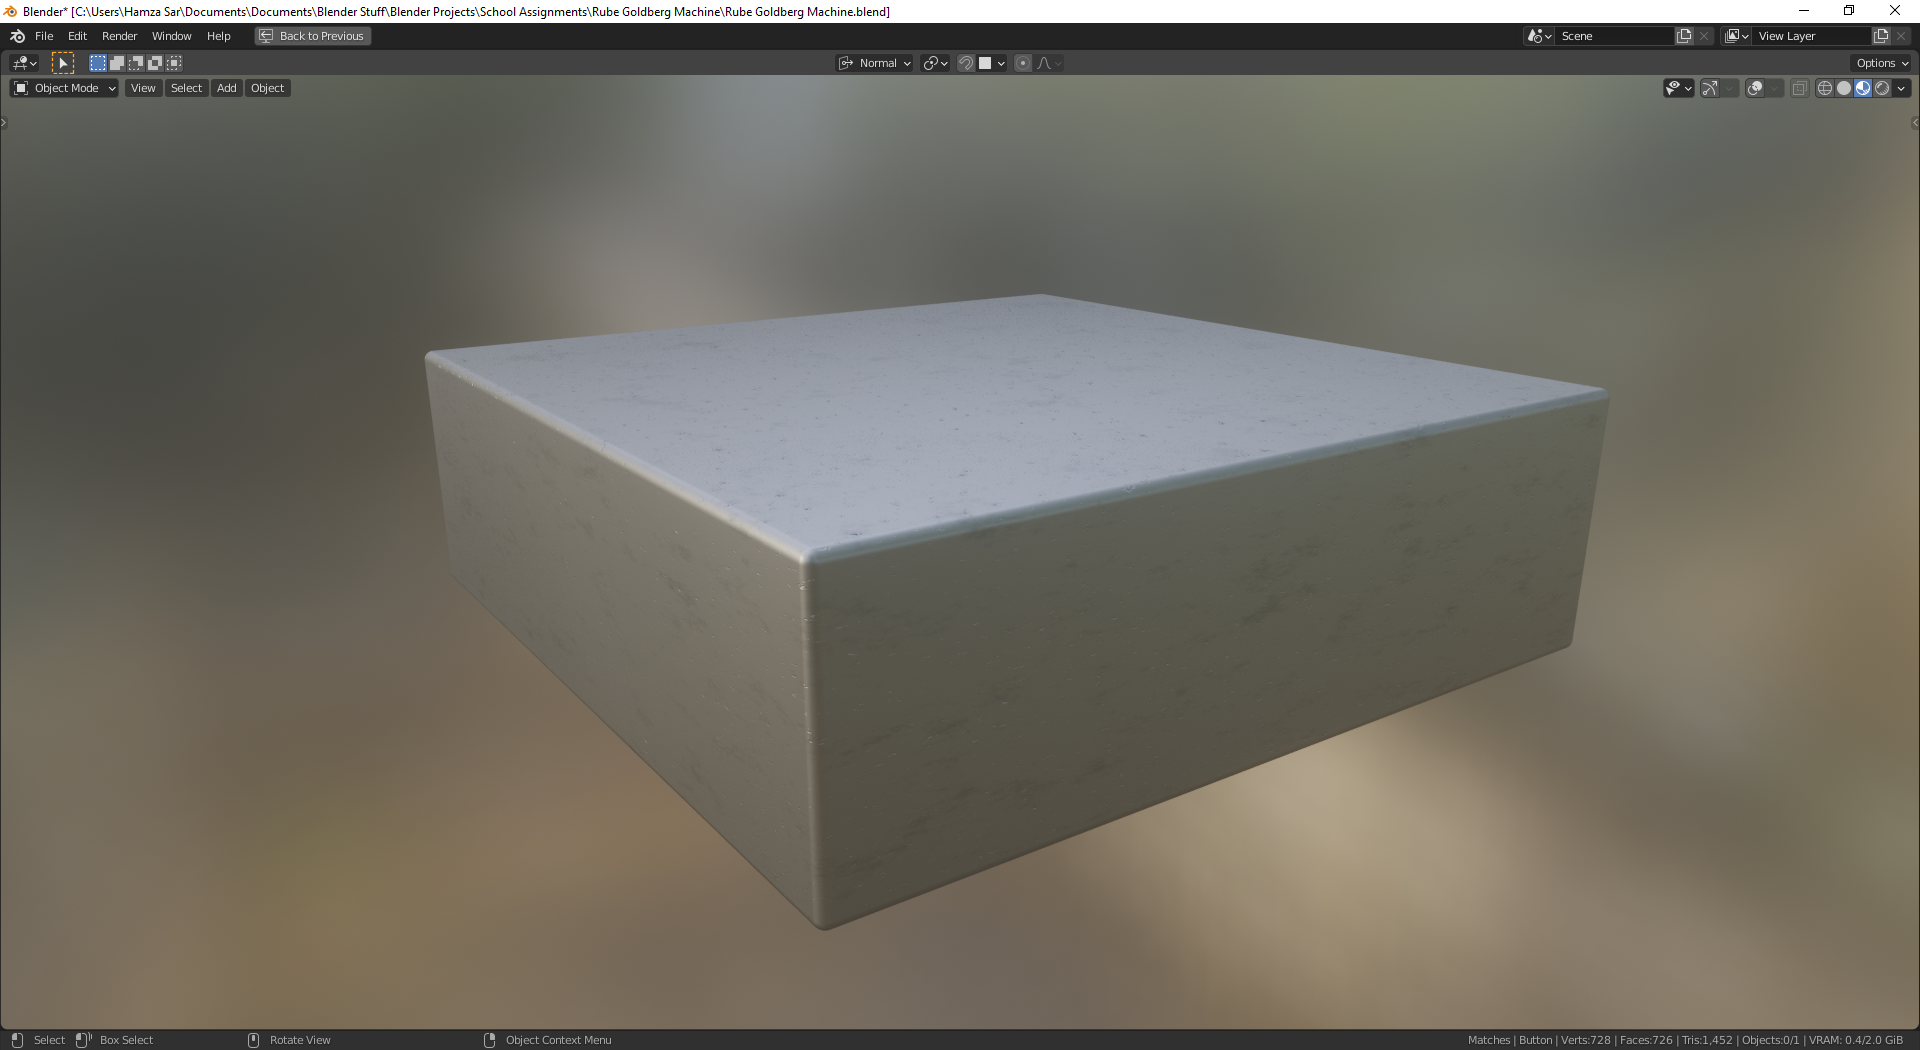 Blender* [C:\Users\Hamza Sar\Documents\Documents\Blender Stuff\Blender Projects\School Assignments\Rube Goldberg Machine\Rube Goldberg Machine.blend]
File Edit Render Window Help Back to Previous Scene View Layer
Normal Options
Object Mode View Select Add Object
Select Box Select Rotate View Object Context Menu Matches | Button | Verts:728 | Faces:726 | Tris:1,452 | Objects:0/1 | VRAM: 0.4/2.0 GiB